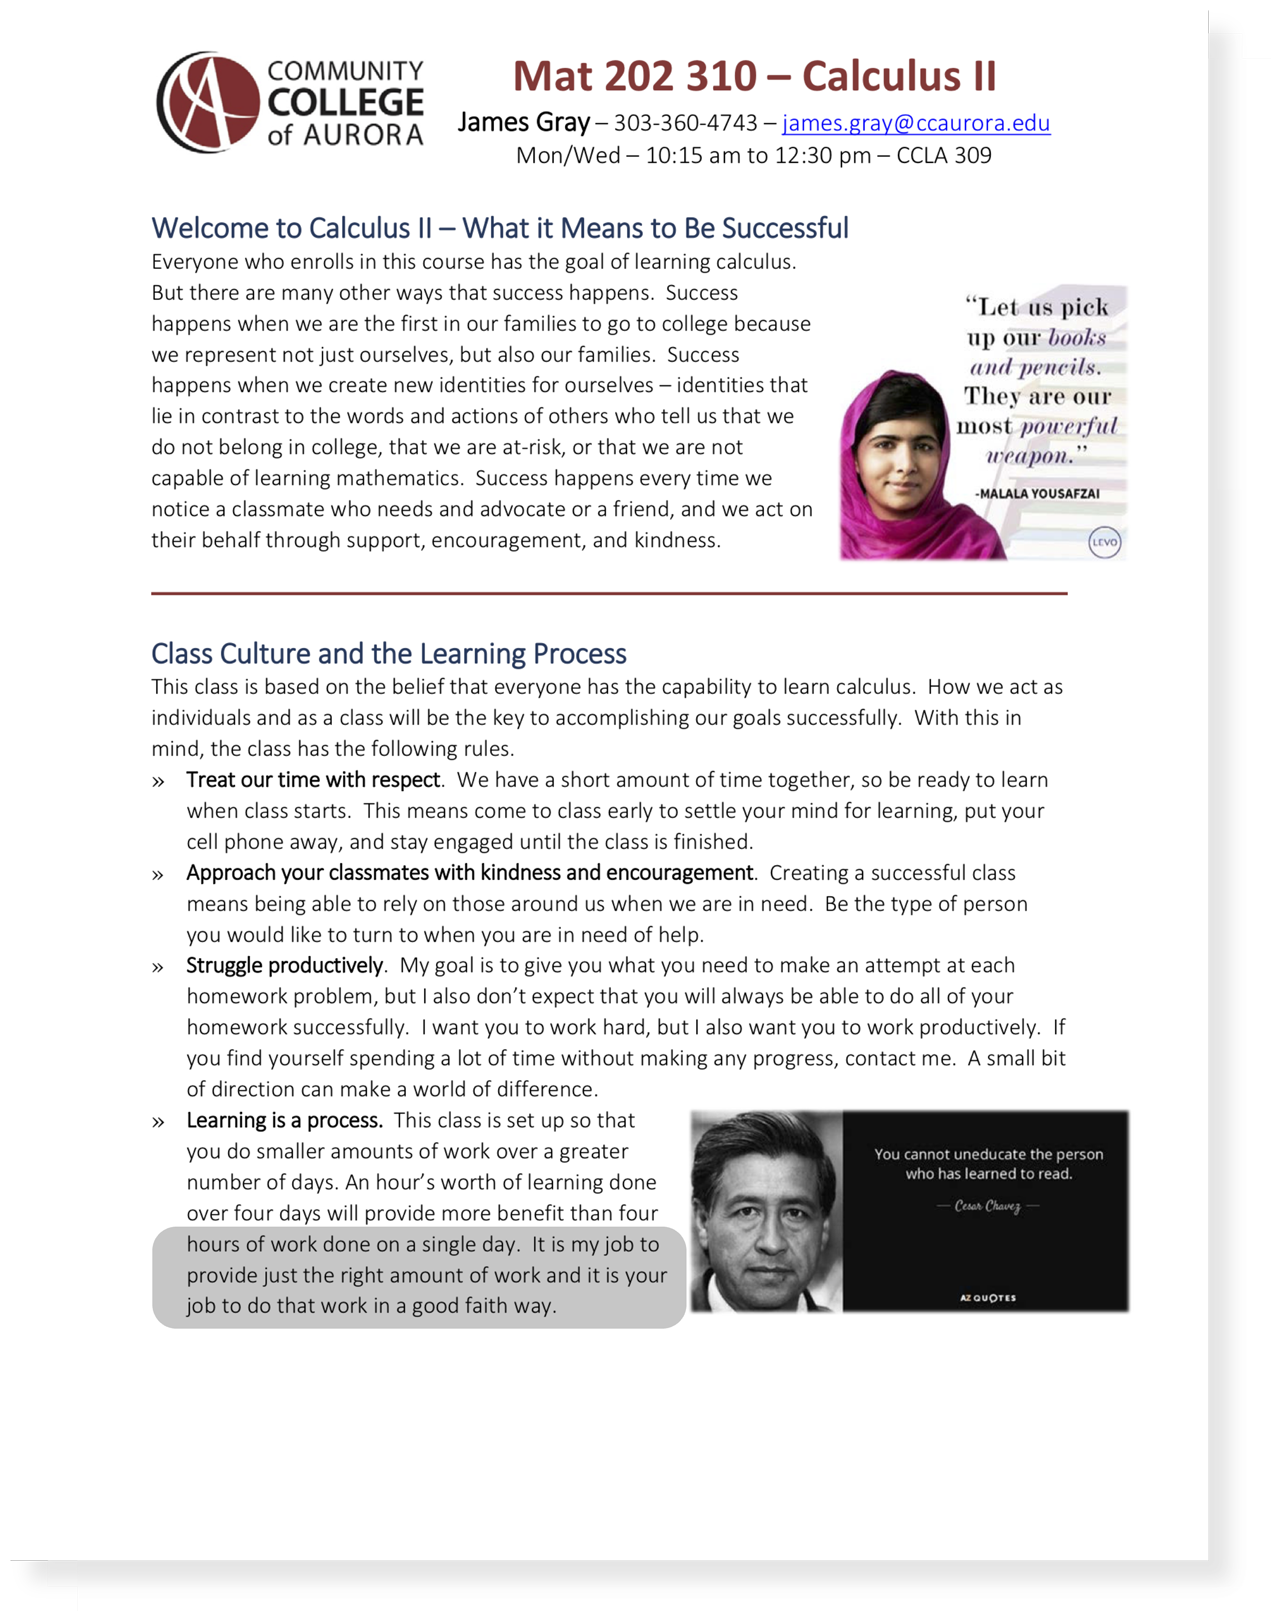 COMMUNITY
COLLEGE
of AURORA
Mat 202 310 – Calculus II
James Gray – 303-360-4743 – james.gray@ccaurora.edu
Mon/Wed – 10:15 am to 12:30 pm – CCLA 309
Welcome to Calculus II – What it Means to Be Successful
Everyone who enrolls in this course has the goal of learning calculus.
But there are many other ways that success happens.  Success
happens when we are the first in our families to go to college because
we represent not just ourselves, but also our families.  Success
happens when we create new identities for ourselves – identities that
lie in contrast to the words and actions of others who tell us that we
do not belong in college, that we are at-risk, or that we are not
capable of learning mathematics.  Success happens every time we
notice a classmate who needs and advocate or a friend, and we act on
their behalf through support, encouragement, and kindness.
“Let us pick
up our books
and pencils.
They are our
most powerful
weapon.”
-MALALA YOUSAFZAI
LEVO
Class Culture and the Learning Process
This class is based on the belief that everyone has the capability to learn calculus.  How we act as
individuals and as a class will be the key to accomplishing our goals successfully.  With this in
mind, the class has the following rules.
» Treat our time with respect.  We have a short amount of time together, so be ready to learn
when class starts.  This means come to class early to settle your mind for learning, put your
cell phone away, and stay engaged until the class is finished.
» Approach your classmates with kindness and encouragement.  Creating a successful class
means being able to rely on those around us when we are in need.  Be the type of person
you would like to turn to when you are in need of help.
» Struggle productively.  My goal is to give you what you need to make an attempt at each
homework problem, but I also don’t expect that you will always be able to do all of your
homework successfully.  I want you to work hard, but I also want you to work productively.  If
you find yourself spending a lot of time without making any progress, contact me.  A small bit
of direction can make a world of difference.
» Learning is a process.  This class is set up so that
you do smaller amounts of work over a greater
number of days. An hour’s worth of learning done
over four days will provide more benefit than four
hours of work done on a single day.  It is my job to
provide just the right amount of work and it is your
job to do that work in a good faith way.
You cannot uneducate the person
who has learned to read.
— Cesar Chavez —
AZ QUOTES